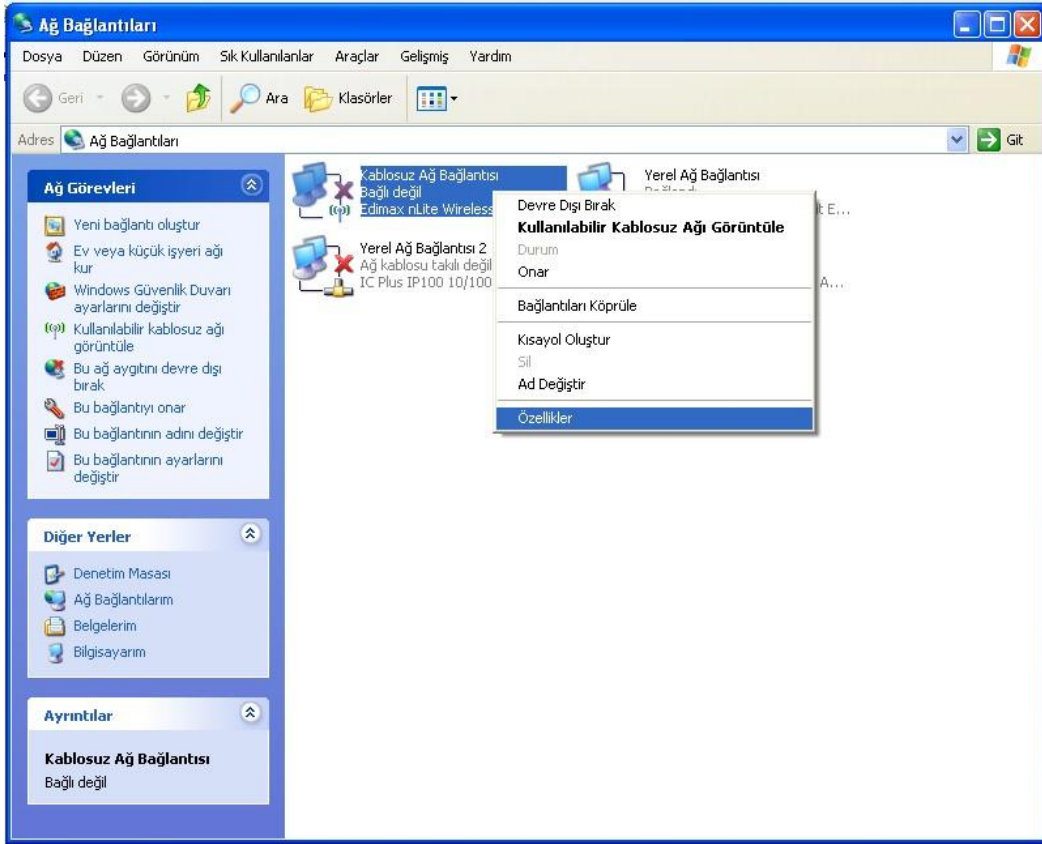 Ağ Bağlantıları
Dosya Düzen Görünüm Sık Kullanılanlar Araçlar Gelişmiş Yardım
Geri Ara Klasörler
Adres Ağ Bağlantıları Git
Ağ Görevleri
Yeni bağlantı oluştur
Ev veya küçük işyeri ağı
kur
Windows Güvenlik Duvarı
ayarlarını değiştir
Kullanılabilir kablosuz ağı
görüntüle
Bu ağ aygıtını devre dışı
bırak
Bu bağlantıyı onar
Bu bağlantının adını değiştir
Bu bağlantının ayarlarını
değiştir
Diğer Yerler
Denetim Masası
Ağ Bağlantılarım
Belgelerim
Bilgisayarım
Ayrıntılar
Kablosuz Ağ Bağlantısı
Bağlı değil
Kablosuz Ağ Bağlantısı
Bağlı değil
Edimax nLite Wireless
Yerel Ağ Bağlantısı
Bağlandı
Yerel Ağ Bağlantısı 2
Ağ kablosu takılı değil
IC Plus IP100 10/100
Devre Dışı Bırak
Kullanılabilir Kablosuz Ağı Görüntüle
Durum
Onar
Bağlantıları Köprüle
Kısayol Oluştur
Sil
Ad Değiştir
Özellikler